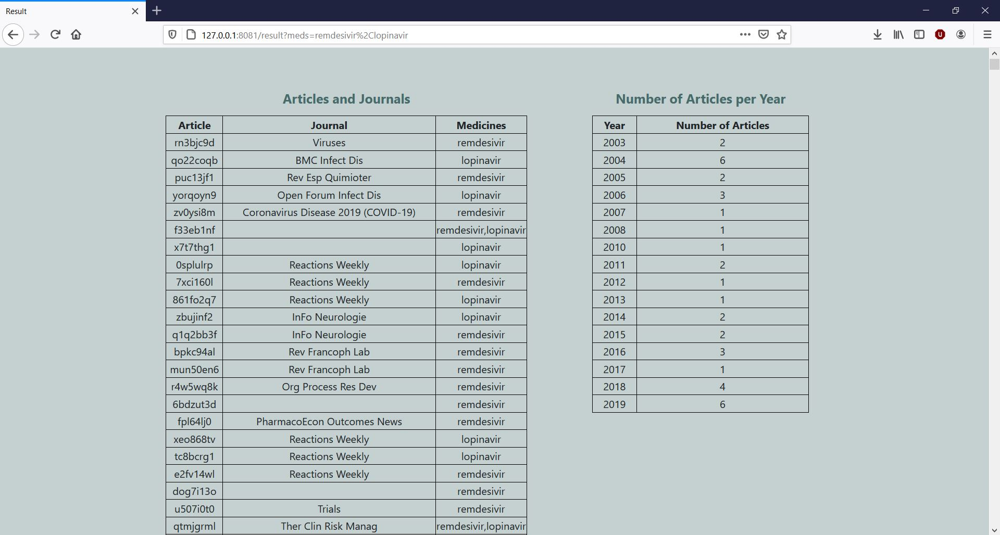 Result
127.0.0.1:8081/result?meds=remdesivir%2Clopinavir
Articles and Journals
Article Journal Medicines
rn3bjc9d Viruses remdesivir
qo22coqb BMC Infect Dis lopinavir
puc13jf1 Rev Esp Quimioter remdesivir
yorqoyn9 Open Forum Infect Dis lopinavir
zv0ysi8m Coronavirus Disease 2019 (COVID-19) remdesivir
f33eb1nf remdesivir,lopinavir
x7t7thg1 lopinavir
0splulrp Reactions Weekly lopinavir
7xci160l Reactions Weekly remdesivir
861fo2q7 Reactions Weekly lopinavir
zbujinf2 InFo Neurologie lopinavir
q1q2bb3f InFo Neurologie remdesivir
bpkc94al Rev Francoph Lab remdesivir
mun50en6 Rev Francoph Lab remdesivir
r4w5wq8k Org Process Res Dev remdesivir
6bdzut3d remdesivir
fpl64lj0 PharmacoEcon Outcomes News remdesivir
xeo868tv Reactions Weekly lopinavir
tc8bcrg1 Reactions Weekly lopinavir
e2fv14wl Reactions Weekly remdesivir
dog7i13o remdesivir
u507i0t0 Trials remdesivir
qtmjgrml Ther Clin Risk Manag remdesivir,lopinavir
Number of Articles per Year
Year Number of Articles
2003 2
2004 6
2005 2
2006 3
2007 1
2008 1
2010 1
2011 2
2012 1
2013 1
2014 2
2015 2
2016 3
2017 1
2018 4
2019 6